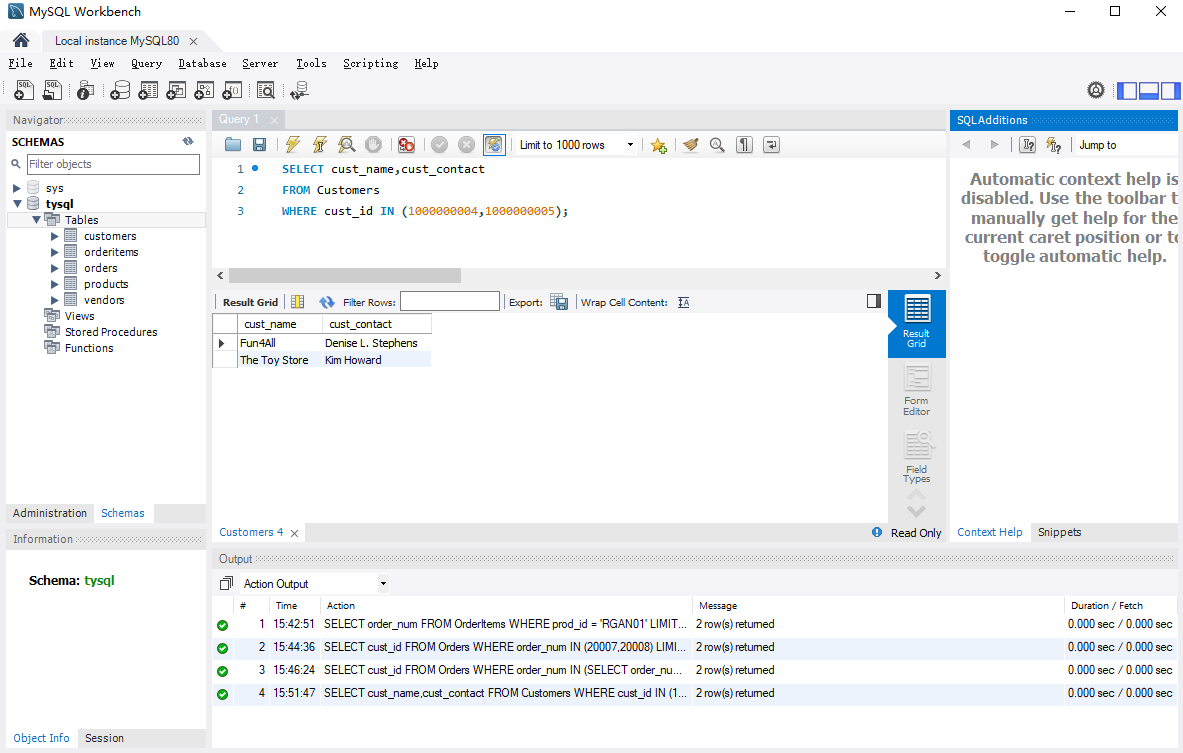 MySQL Workbench
Local instance MySQL80
File Edit View Query Database Server Tools Scripting Help
Navigator
SCHEMAS
Filter objects
sys
tysql
Tables
customers
orderitems
orders
products
vendors
Views
Stored Procedures
Functions
Administration Schemas
Information
Schema: tysql
Object Info Session
Query 1
Limit to 1000 rows
1 SELECT cust_name,cust_contact
2 FROM Customers
3 WHERE cust_id IN (1000000004,1000000005);
Result Grid Filter Rows: Export: Wrap Cell Content:
cust_name cust_contact
Fun4All Denise L. Stephens
The Toy Store Kim Howard
Result
Grid
Form
Editor
Field
Types
Customers 4 Read Only
SQLAdditions
Jump to
Automatic context help is
disabled. Use the toolbar t
manually get help for the
current caret position or to
toggle automatic help.
Context Help Snippets
Output
Action Output
# Time Action Message Duration / Fetch
1 15:42:51 SELECT order_num FROM OrderItems WHERE prod_id = 'RGAN01' LIMIT... 2 row(s) returned 0.000 sec / 0.000 sec
2 15:44:36 SELECT cust_id FROM Orders WHERE order_num IN (20007,20008) LIMI... 2 row(s) returned 0.000 sec / 0.000 sec
3 15:46:24 SELECT cust_id FROM Orders WHERE order_num IN (SELECT order_nu... 2 row(s) returned 0.000 sec / 0.000 sec
4 15:51:47 SELECT cust_name,cust_contact FROM Customers WHERE cust_id IN (1... 2 row(s) returned 0.000 sec / 0.000 sec